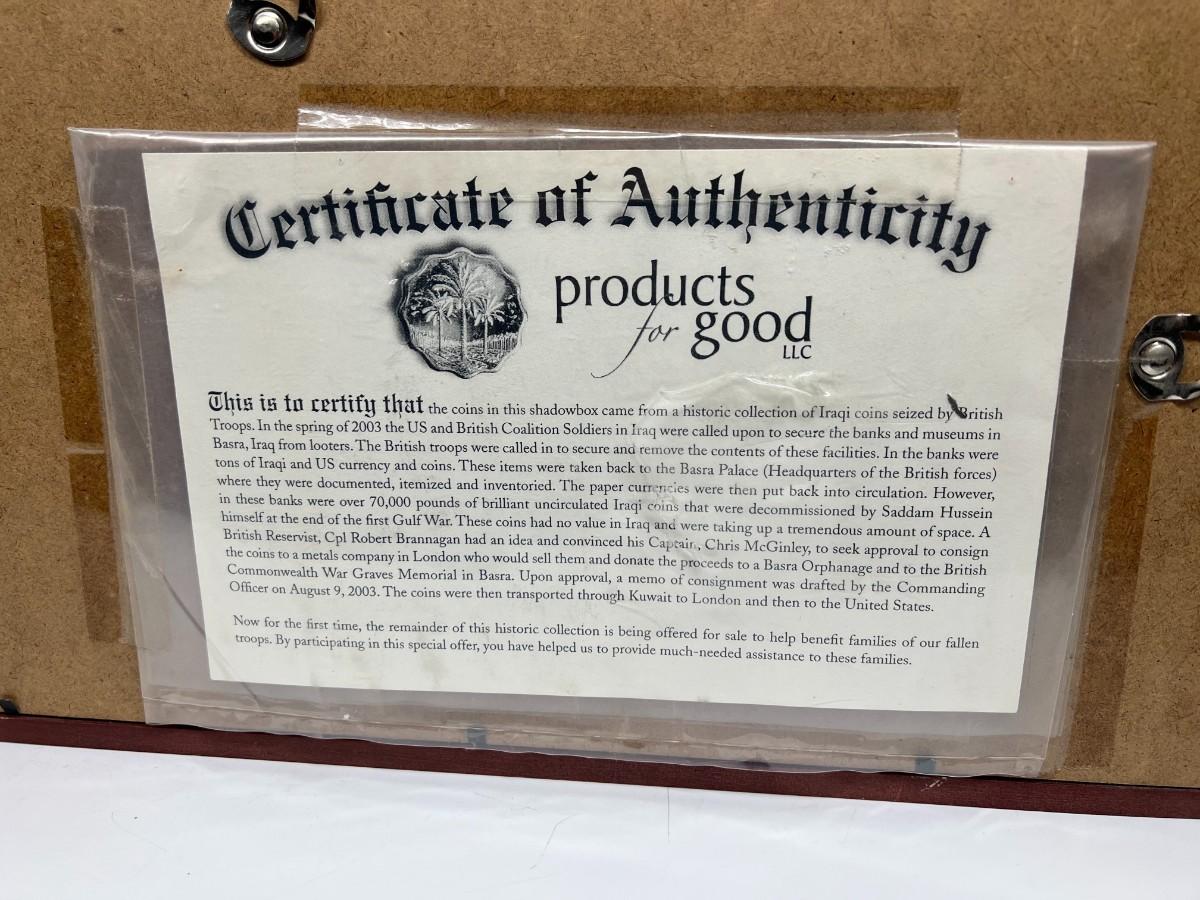 Certificate of Authenticity
products
for good
LLC
This is to certify that the coins in this shadowbox came from a historic collection of Iraqi coins seized by British
Troops. In the spring of 2003 the US and British Coalition Soldiers in Iraq were called upon to secure the banks and museums in
Basra, Iraq from looters. The British troops were called in to secure and remove the contents of these facilities. In the banks were
tons of Iraqi and US currency and coins. These items were taken back to the Basra Palace (Headquarters of the British forces)
where they were documented, itemized and inventoried. The paper currencies were then put back into circulation. However,
in these banks were over 70,000 pounds of brilliant uncirculated Iraqi coins that were decommissioned by Saddam Hussein
himself at the end of the first Gulf War. These coins had no value in Iraq and were taking up a tremendous amount of space. A
British Reservist, Cpl Robert Brannagan had an idea and convinced his Captain, Chris McGinley, to seek approval to consign
the coins to a metals company in London who would sell them and donate the proceeds to a Basra Orphanage and to the British
Commonwealth War Graves Memorial in Basra. Upon approval, a memo of consignment was drafted by the Commanding
Officer on August 9, 2003. The coins were then transported through Kuwait to London and then to the United States.
Now for the first time, the remainder of this historic collection is being offered for sale to help benefit families of our fallen
troops. By participating in this special offer, you have helped us to provide much-needed assistance to these families.